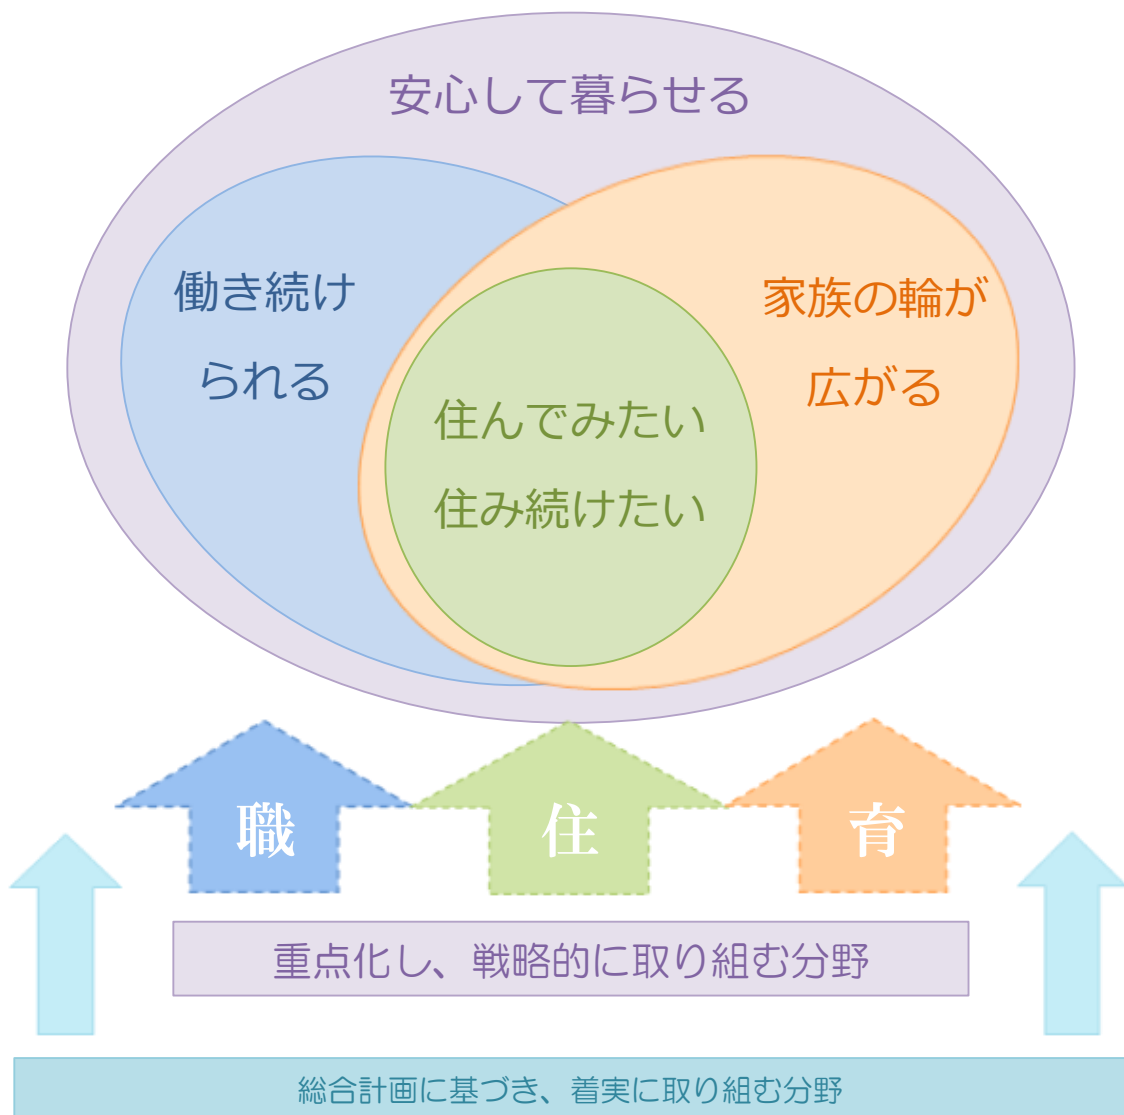 安心して暮らせる
働き続け
られる
家族の輪が
広がる
住んでみたい
住み続けたい
職
住
育
重点化し、戦略的に取り組む分野
総合計画に基づき、着実に取り組む分野